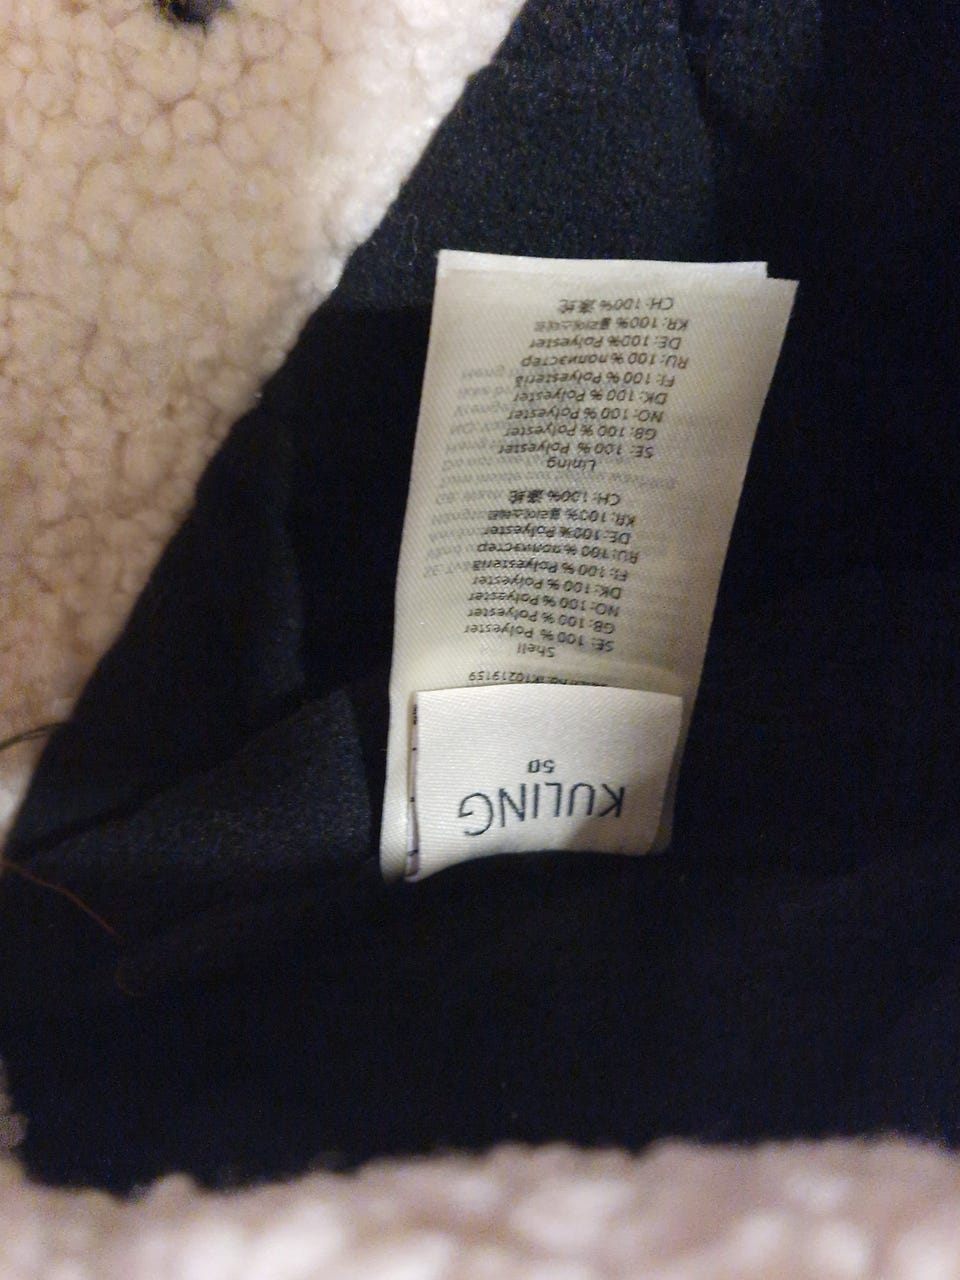 KULING
50
Shell
SE: 100 % Polyester
GB: 100 % Polyester
NO: 100 % Polyester
DK: 100 % Polyester
FI: 100 % Polyesteriä
RU: 100 % полиэстер
DE: 100% Polyester
KR: 100% 폴리에스테르
CH: 100% 涤纶
Lining
SE: 100 % Polyester
GB: 100 % Polyester
NO: 100 % Polyester
DK: 100 % Polyester
FI: 100 % Polyesteriä
RU: 100 % полиэстер
DE: 100% Polyester
KR: 100% 폴리에스테르
CH: 100% 涤纶